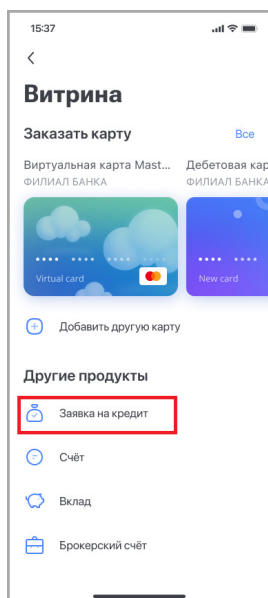 15:37
Витрина
Заказать карту Все
Виртуальная карта Mast... Дебетовая кар
ФИЛИАЛ БАНКА ФИЛИАЛ БАНКА
Virtual card New card
Добавить другую карту
Другие продукты
Заявка на кредит
Счёт
Вклад
Брокерский счёт